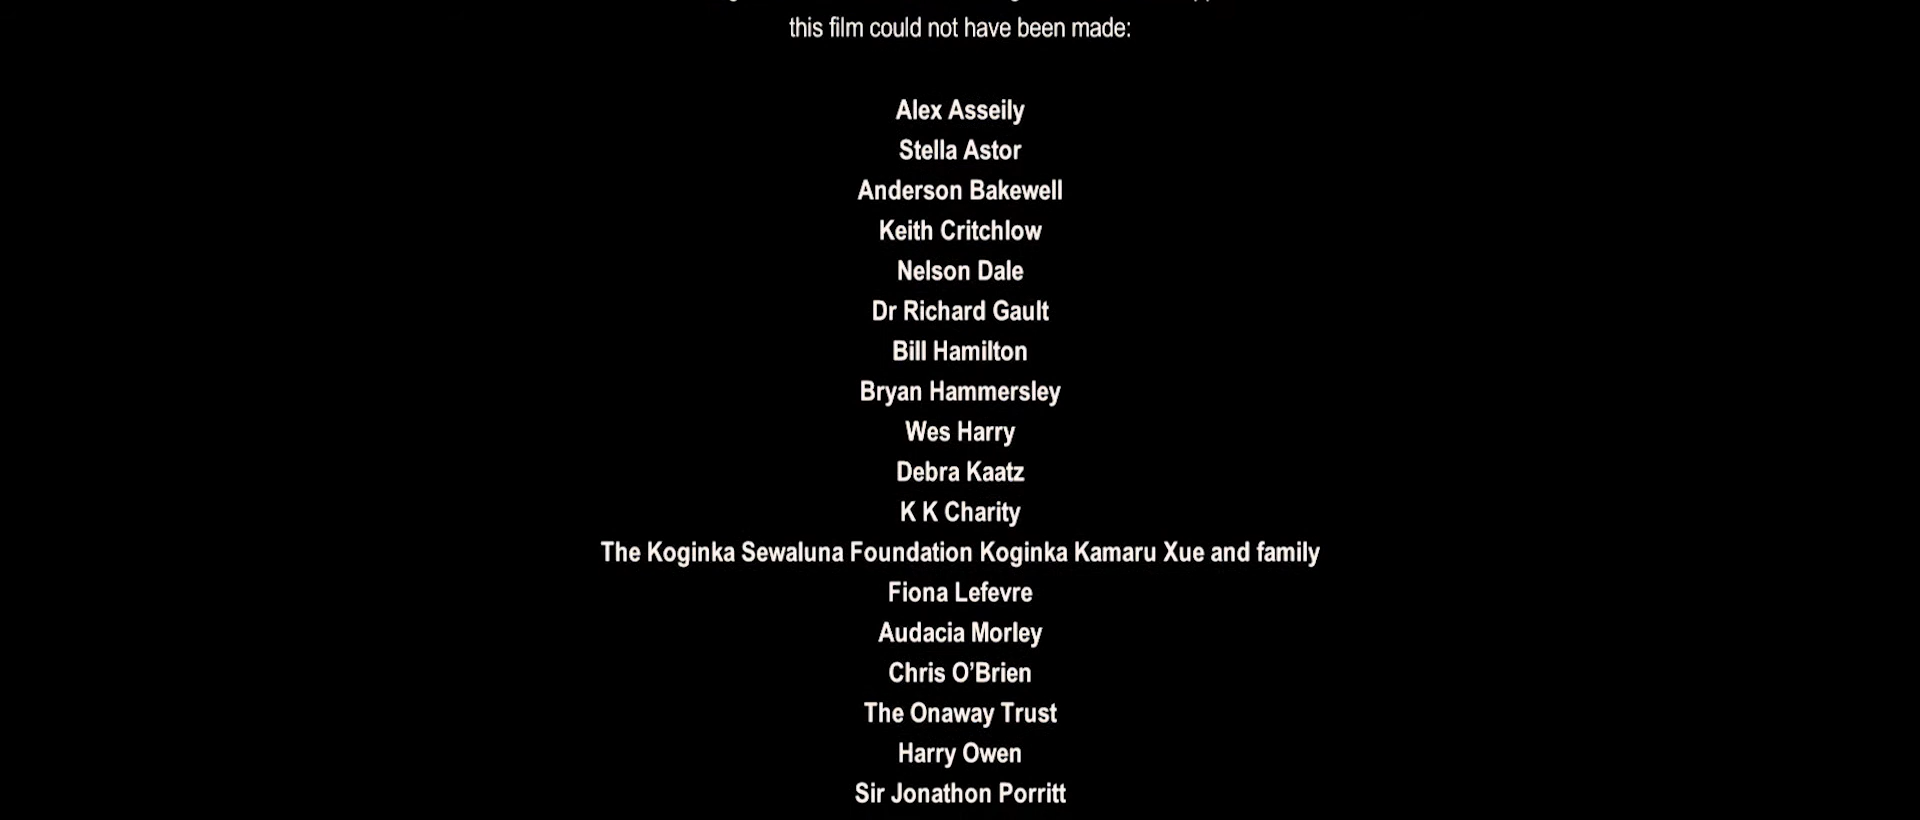 this film could not have been made:
Alex Asseily
Stella Astor
Anderson Bakewell
Keith Critchlow
Nelson Dale
Dr Richard Gault
Bill Hamilton
Bryan Hammersley
Wes Harry
Debra Kaatz
K K Charity
The Koginka Sewaluna Foundation Koginka Kamaru Xue and family
Fiona Lefevre
Audacia Morley
Chris O’Brien
The Onaway Trust
Harry Owen
Sir Jonathon Porritt